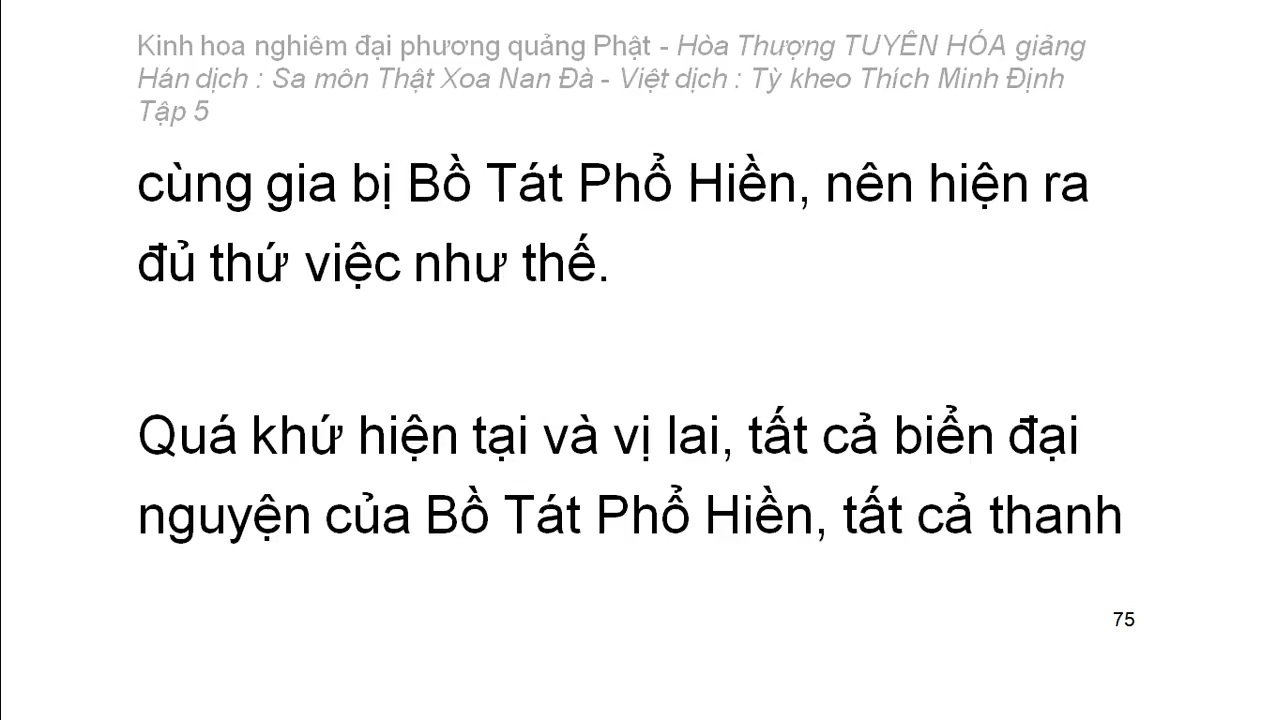 Kinh hoa nghiêm đại phương quảng Phật - Hòa Thượng TUYÊN HÓA giảng
Hán dịch : Sa môn Thật Xoa Nan Đà - Việt dịch : Tỳ kheo Thích Minh Định
Tập 5
cùng gia bị Bồ Tát Phổ Hiền, nên hiện ra
đủ thứ việc như thế.
Quá khứ hiện tại và vị lai, tất cả biển đại
nguyện của Bồ Tát Phổ Hiền, tất cả thanh
75